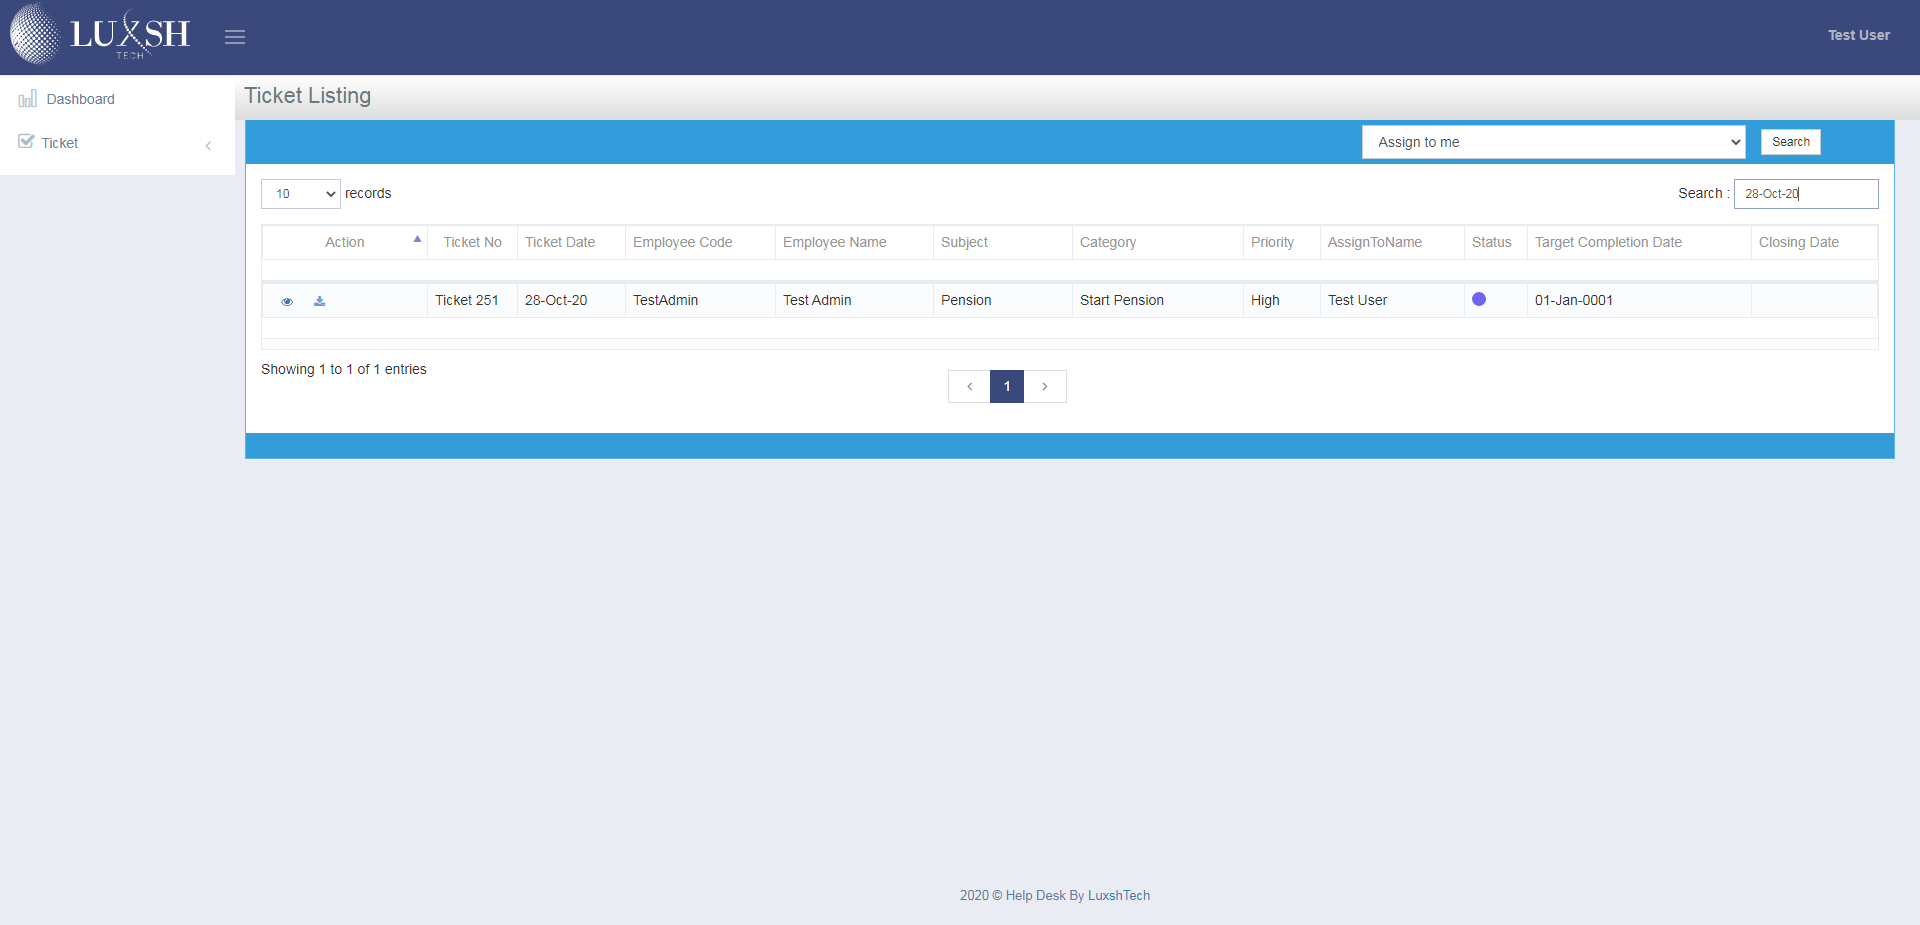 LUXSH
TECH
Test User
Dashboard
Ticket
Ticket Listing
Assign to me
Search
10 records
Search : 28-Oct-20
Action Ticket No Ticket Date Employee Code Employee Name Subject Category Priority AssignToName Status Target Completion Date Closing Date
Ticket 251 28-Oct-20 TestAdmin Test Admin Pension Start Pension High Test User 01-Jan-0001
Showing 1 to 1 of 1 entries
< 1 >
2020 © Help Desk By LuxshTech